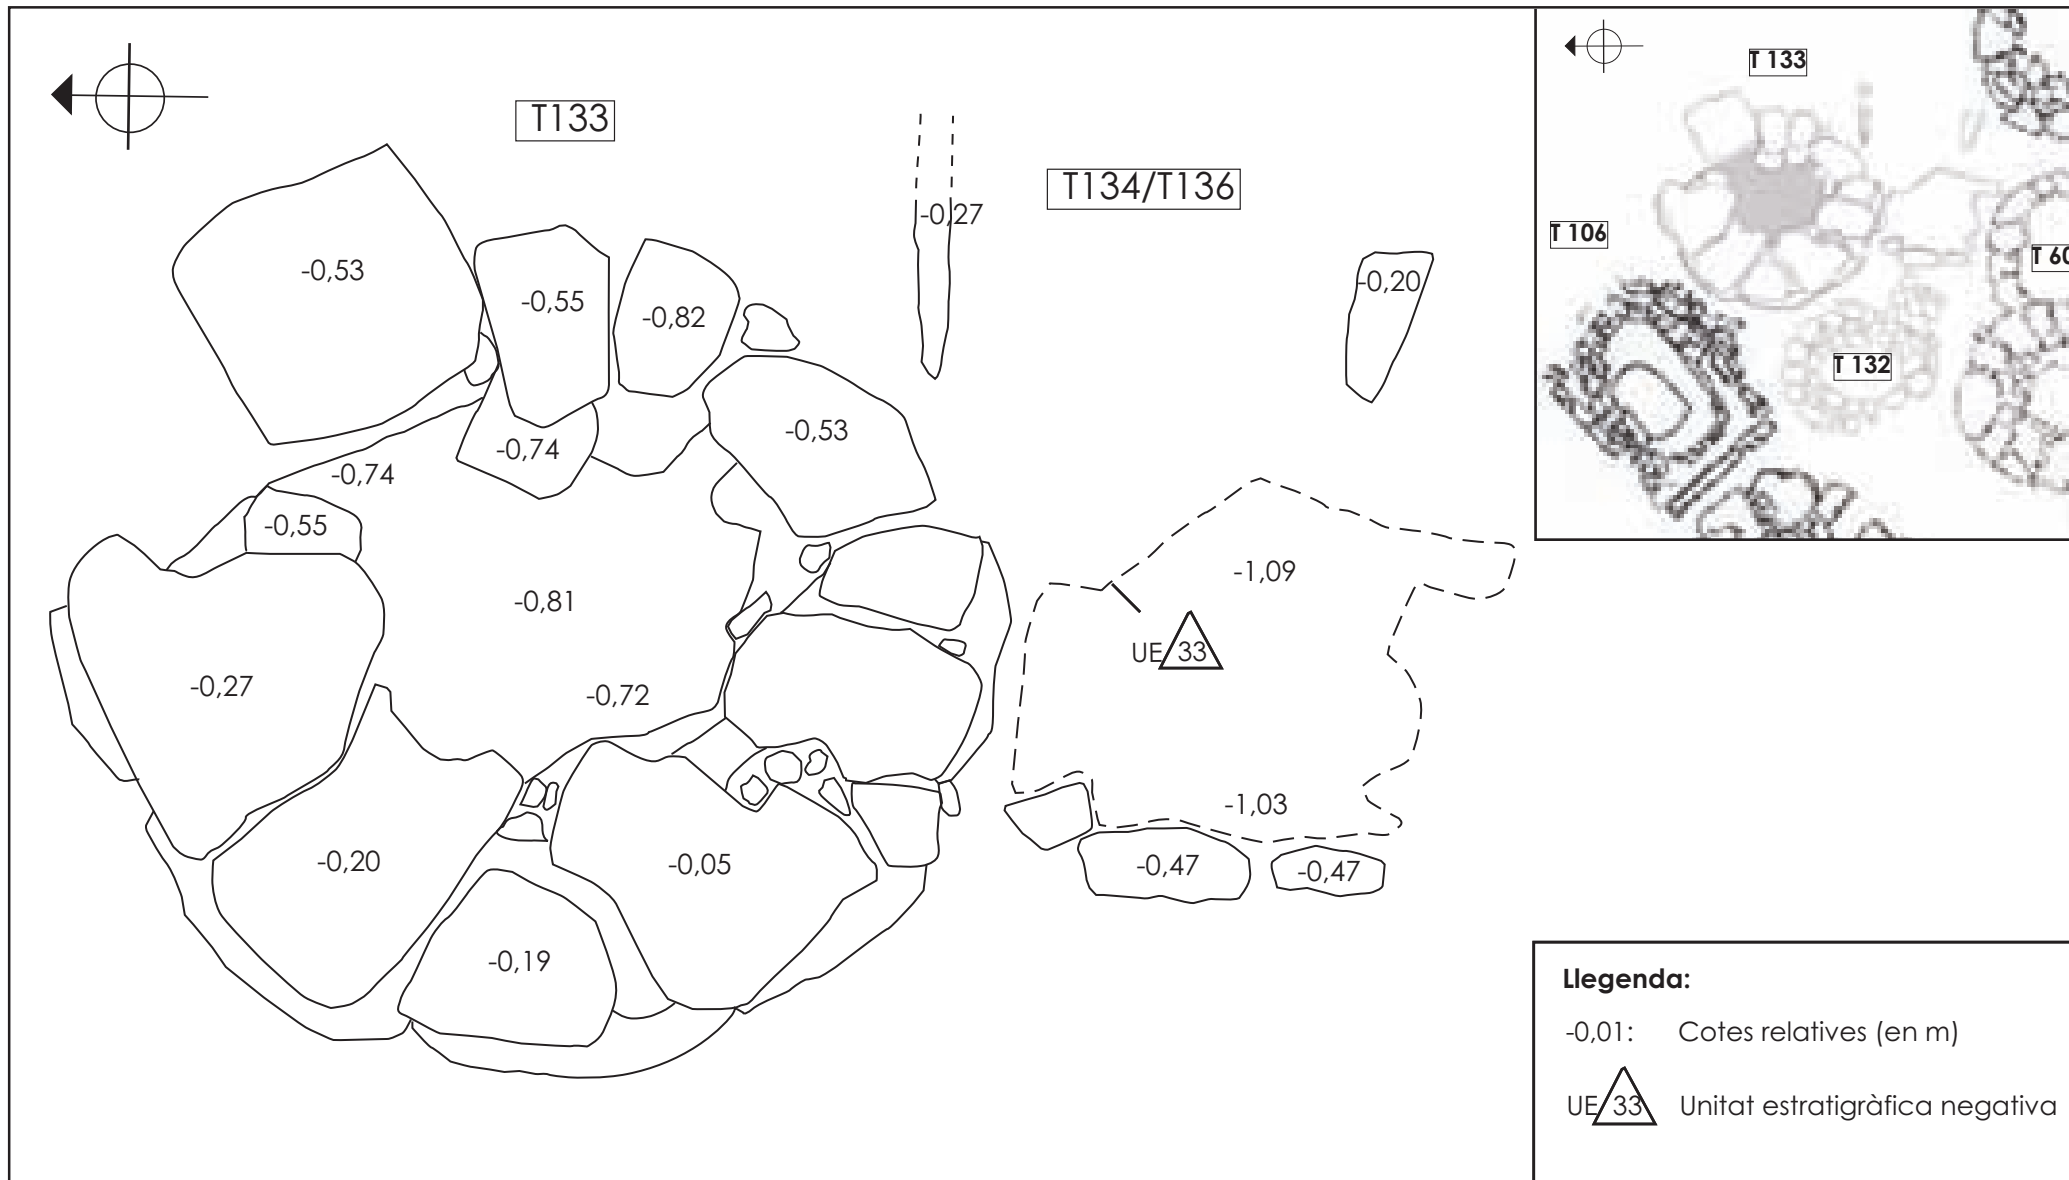 T133
T134/T136
-0,27
-0,20
-0,53
-0,55
-0,82
-0,53
-0,74
-0,74
-0,55
-0,81
-0,72
-0,27
-0,20
-0,05
-0,19
-1,09
UE 33
-1,03
-0,47
-0,47
T 133
T 106
T 60
T 132
Llegenda:
-0,01: Cotes relatives (en m)
UE 33 Unitat estratigràfica negativa